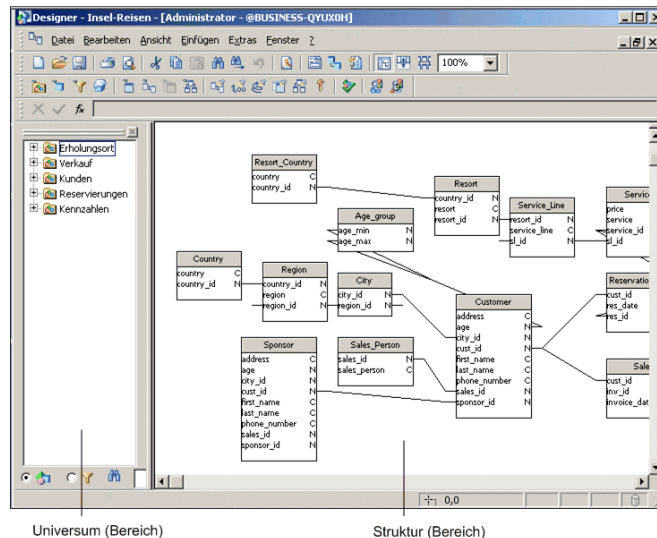 Designer - Insel-Reisen - [Administrator - @BUSINESS-QYUX0H]
Datei Bearbeiten Ansicht Einfügen Extras Fenster ?
100%
fx
Erholungsort
Verkauf
Kunden
Reservierungen
Kennzahlen
Resort_Country
country C
country_id N
Resort
country_id N
resort C
resort_id N
Service_Line
resort_id N
service_line C
sl_id N
Service
price
service
service_id
sl_id
Age_group
age_min N
age_max N
Country
country C
country_id N
Region
country_id N
region C
region_id N
City
city_id N
region_id N
Customer
address C
age N
city_id N
cust_id N
first_name C
last_name C
phone_number C
sales_id N
sponsor_id N
Reservation
cust_id
res_date
res_id
Sponsor
address C
age N
city_id N
cust_id N
first_name C
last_name C
phone_number C
sales_id N
sponsor_id N
Sales_Person
sales_id N
sales_person C
Sale
cust_id
inv_id
invoice_dat
0,0
Universum (Bereich)
Struktur (Bereich)